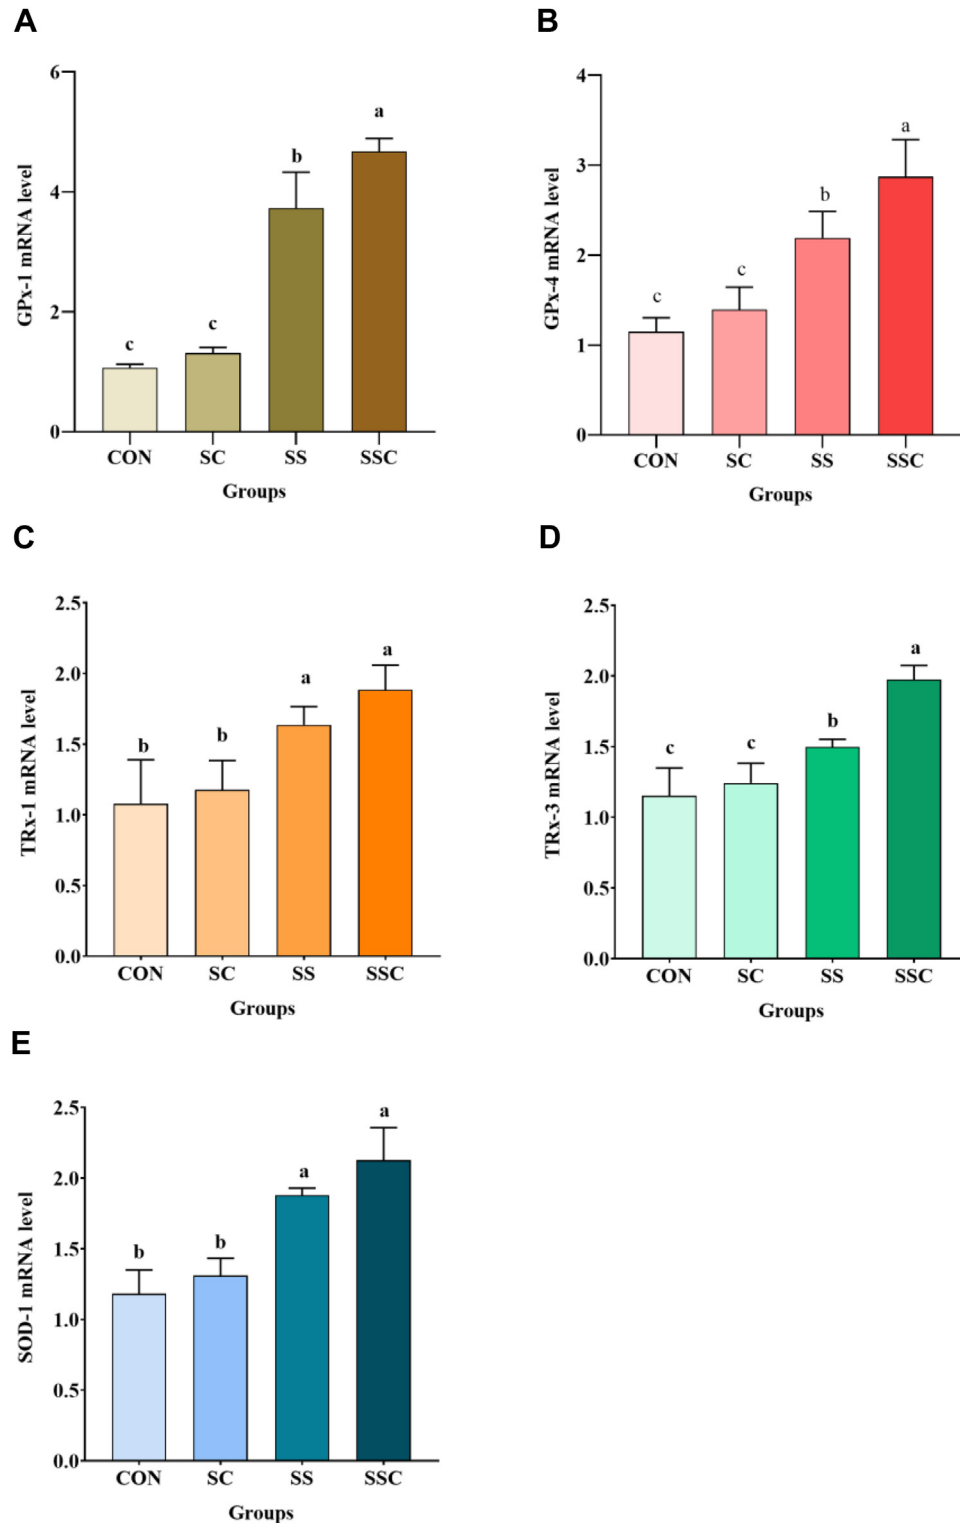 A
GPx-1 mRNA level
6
4
2
0
c
c
b
a
CON SC SS SSC
Groups
B
GPx-4 mRNA level
4
3
2
1
0
c
c
b
a
CON SC SS SSC
Groups
C
TRx-1 mRNA level
2.5
2.0
1.5
1.0
0.5
0.0
b
b
a
a
CON SC SS SSC
Groups
D
TRx-3 mRNA level
2.5
2.0
1.5
1.0
0.5
0.0
c
c
b
a
CON SC SS SSC
Groups
E
SOD-1 mRNA level
2.5
2.0
1.5
1.0
0.5
0.0
b
b
a
a
CON SC SS SSC
Groups